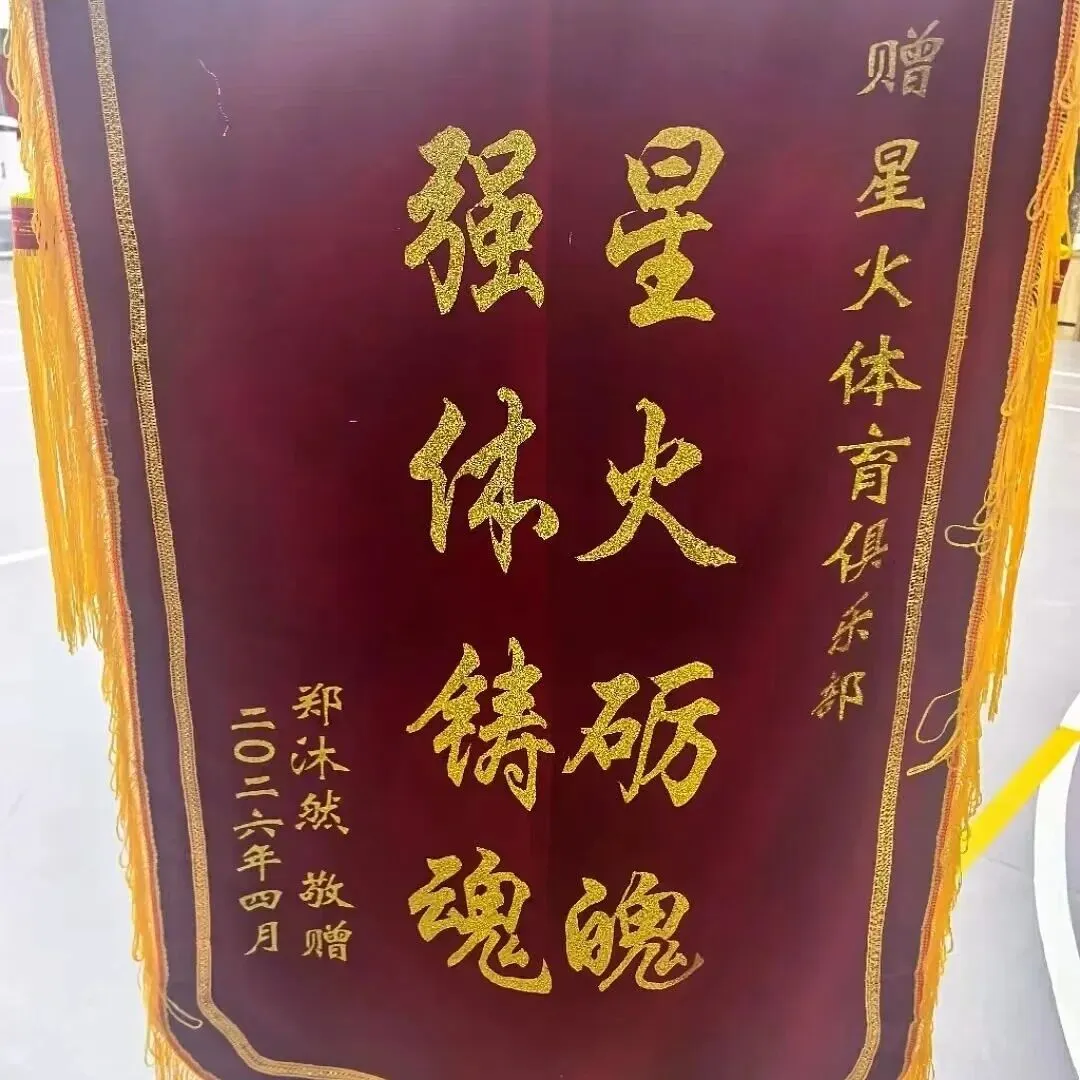 赠 星火体育俱乐部
星火砺魄
强体铸魂
郑沐然 敬赠
二〇二六年四月